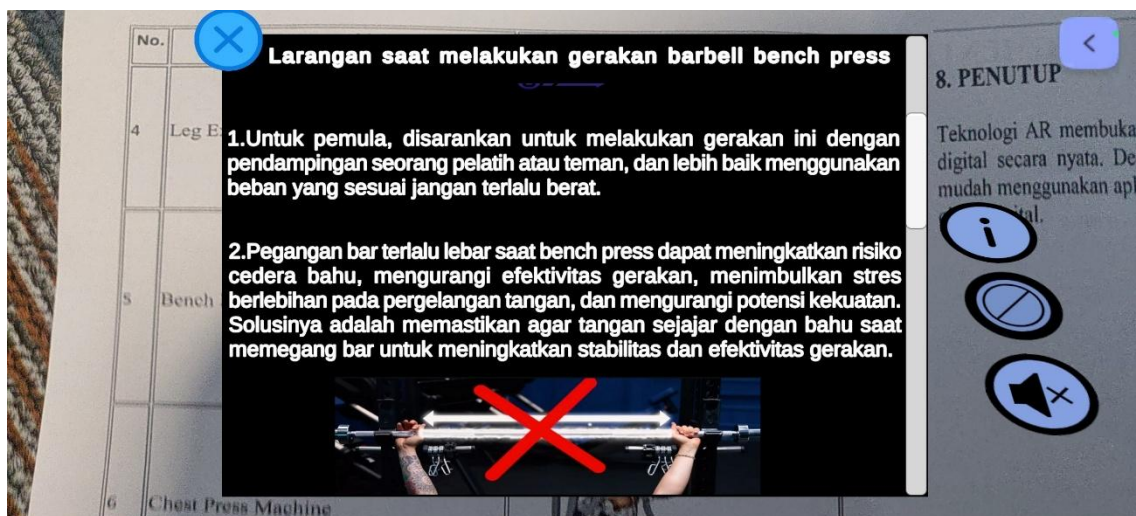 No.
Larangan saat melakukan gerakan barbell bench press
8. PENUTUP
4 Leg
1.Untuk pemula, disarankan untuk melakukan gerakan ini dengan
pendampingan seorang pelatih atau teman, dan lebih baik menggunakan
beban yang sesuai jangan terlalu berat.
Teknologi AR membuka
digital secara nyata. De
mudah menggunakan apl
2.Pegangan bar terlalu lebar saat bench press dapat meningkatkan risiko
cedera bahu, mengurangi efektivitas gerakan, menimbulkan stres
berlebihan pada pergelangan tangan, dan mengurangi potensi kekuatan.
Solusinya adalah memastikan agar tangan sejajar dengan bahu saat
memegang bar untuk meningkatkan stabilitas dan efektivitas gerakan.
5 Bench
6 Chest Press Machine